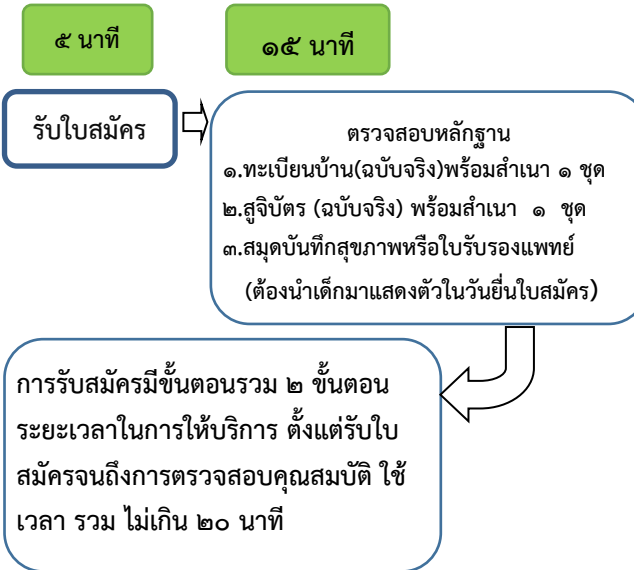 ๕ นาที
๑๕ นาที
รับใบสมัคร
ตรวจสอบหลักฐาน
๑.ทะเบียนบ้าน(ฉบับจริง)พร้อมสำเนา ๑ ชุด
๒.สูจิบัตร (ฉบับจริง) พร้อมสำเนา ๑ ชุด
๓.สมุดบันทึกสุขภาพหรือใบรับรองแพทย์
(ต้องนำเด็กมาแสดงตัวในวันยื่นใบสมัคร)
การรับสมัครมีขั้นตอนรวม ๒ ขั้นตอน
ระยะเวลาในการให้บริการ ตั้งแต่รับใบ
สมัครจนถึงการตรวจสอบคุณสมบัติ ใช้
เวลา รวม ไม่เกิน ๒๐ นาที